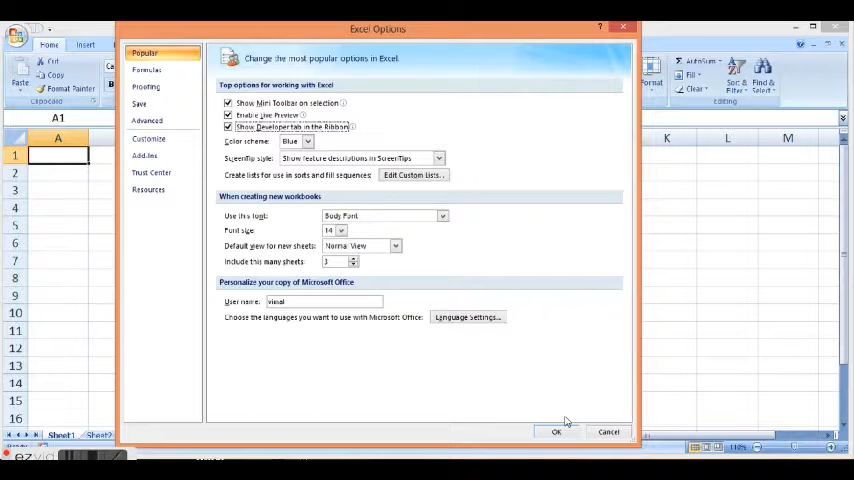 Excel Options
?
Home
Insert
Cut
Copy
Format Painter
Paste
Clipboard
Ca
B
AutoSum
Fill
Clear
Sort &
Find &
Editing
A1
A
K
L
M
1
2
3
4
5
6
7
8
9
10
11
12
13
14
15
16
Popular
Formulas
Proofing
Save
Advanced
Customize
Add-Ins
Trust Center
Resources
Change the most popular options in Excel.
Top options for working with Excel
Show Mini Toolbar on selection
Enable Live Preview
Show Developer tab in the Ribbon
Color scheme: Blue
ScreenTip style: Show feature descriptions in ScreenTips
Create lists for use in sorts and fill sequences: Edit Custom Lists...
When creating new workbooks
Use this font: Body Font
Font size: 14
Default view for new sheets: Normal View
Include this many sheets: 3
Personalize your copy of Microsoft Office
User name: vimal
Choose the languages you want to use with Microsoft Office: Language Settings...
OK
Cancel
Sheet1
Sheet2
110%